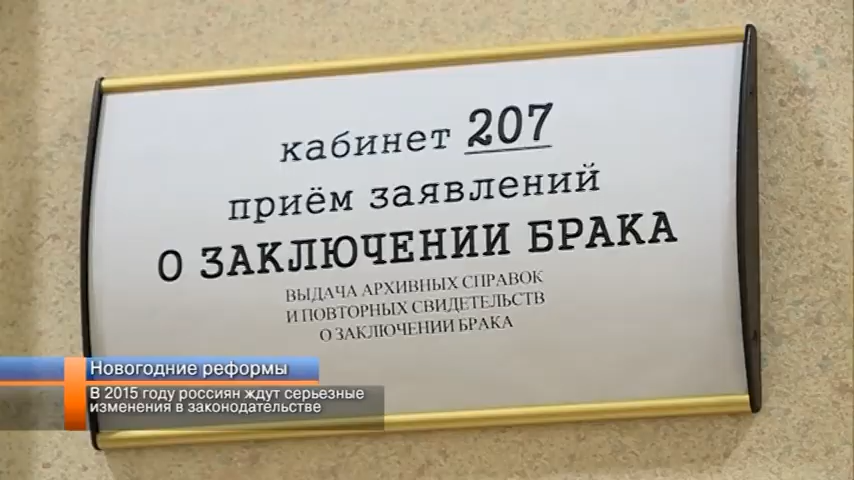 кабинет 207
приём заявлений
О ЗАКЛЮЧЕНИИ БРАКА
ВЫДАЧА АРХИВНЫХ СПРАВОК
И ПОВТОРНЫХ СВИДЕТЕЛЬСТВ
О ЗАКЛЮЧЕНИИ БРАКА
Новогодние реформы
В 2015 году россиян ждут серьезные
изменения в законодательстве